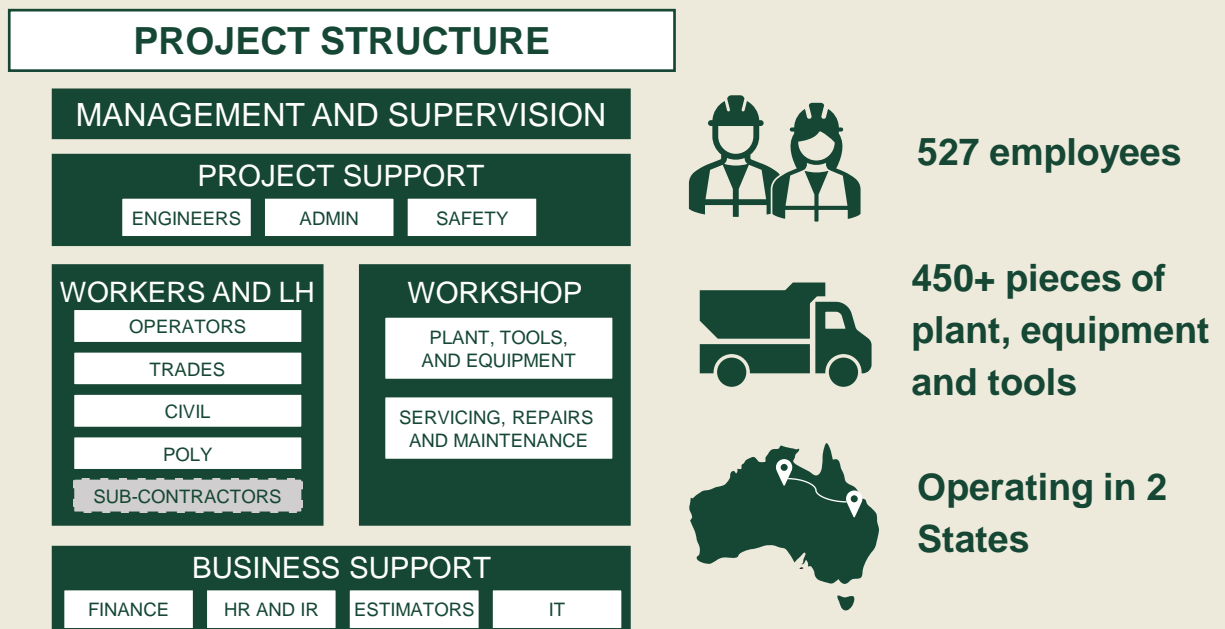 PROJECT STRUCTURE
MANAGEMENT AND SUPERVISION
PROJECT SUPPORT
ENGINEERS
ADMIN
SAFETY
WORKERS AND LH
OPERATORS
TRADES
CIVIL
POLY
SUB-CONTRACTORS
WORKSHOP
PLANT, TOOLS,
AND EQUIPMENT
SERVICING, REPAIRS
AND MAINTENANCE
BUSINESS SUPPORT
FINANCE
HR AND IR
ESTIMATORS
IT
527 employees
450+ pieces of
plant, equipment
and tools
Operating in 2
States